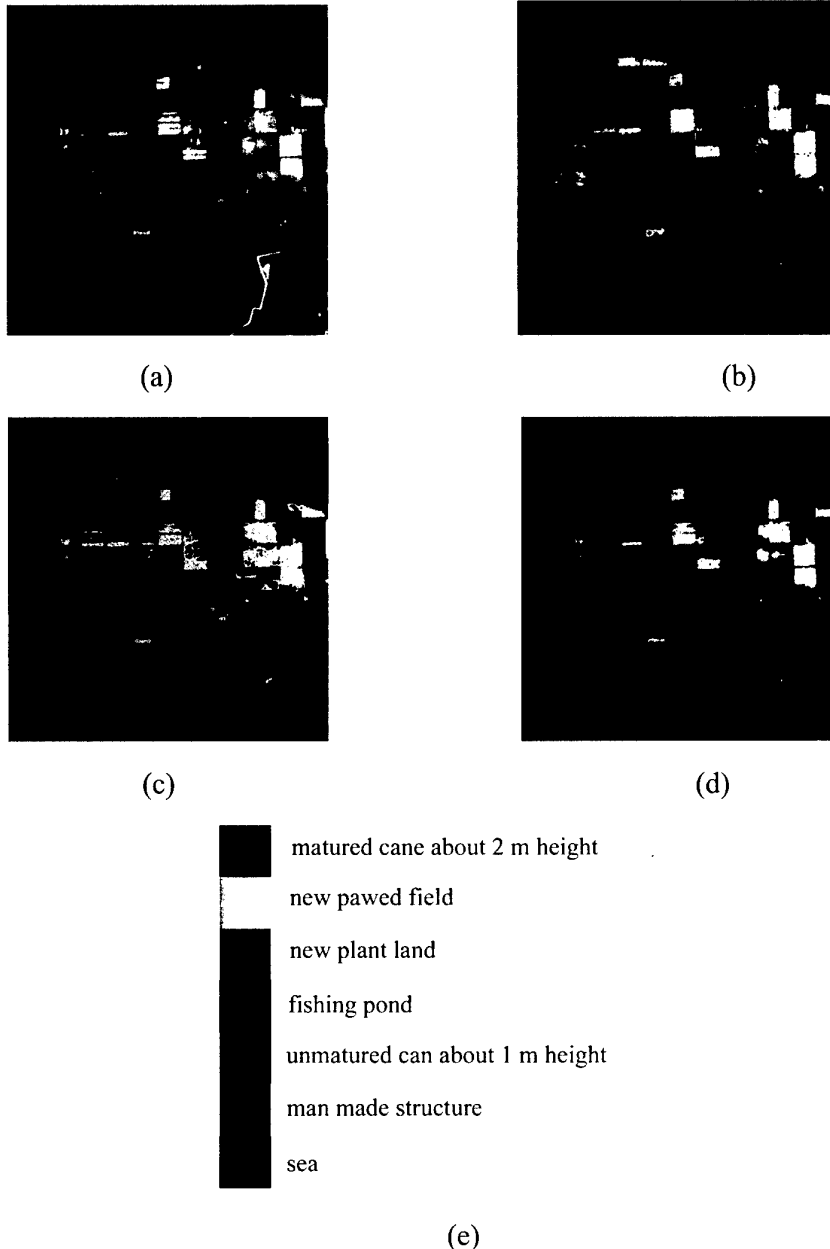 (a)
(b)
(c)
(d)
matured cane about 2 m height
new pawed field
new plant land
fishing pond
unmatured can about 1 m height
man made structure
sea
(e)